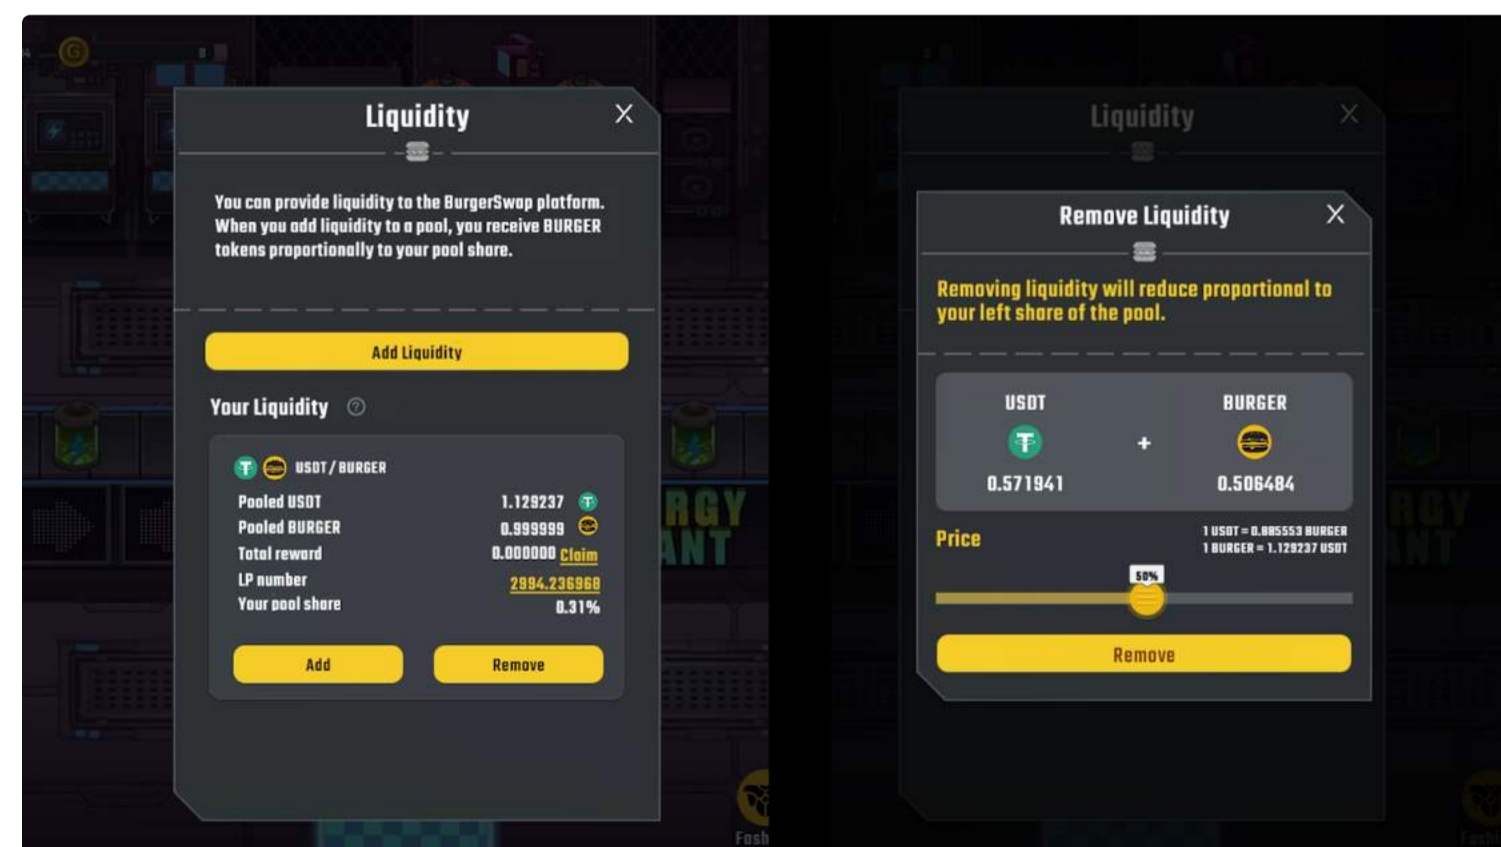 Liquidity
X
You can provide liquidity to the BurgerSwap platform.
When you add liquidity to a pool, you receive BURGER
tokens proportionally to your pool share.
Add Liquidity
Your Liquidity ?
USDT / BURGER
Pooled USDT 1.129237
Pooled BURGER 0.999999
Total reward 0.000000 Claim
LP number 2994.236968
Your pool share 0.31%
Add Remove
G
0
RGY
ANT
Fosh
Liquidity
X
Remove Liquidity
X
Removing liquidity will reduce proportional to
your left share of the pool.
USDT + BURGER
0.571941 0.506484
Price
1 USDT = 0.885553 BURGER
1 BURGER = 1.129237 USDT
50%
Remove